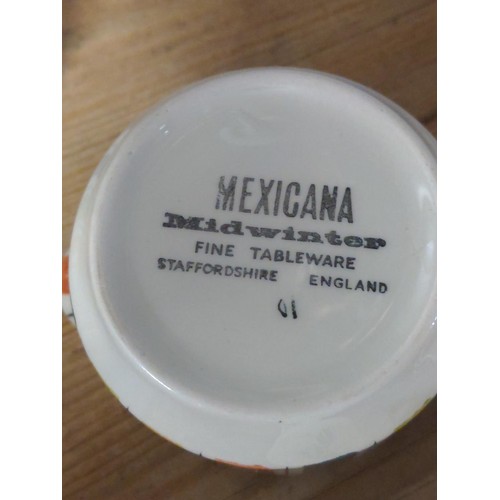 MEXICANA
Midwinter
FINE TABLEWARE
STAFFORDSHIRE ENGLAND
01